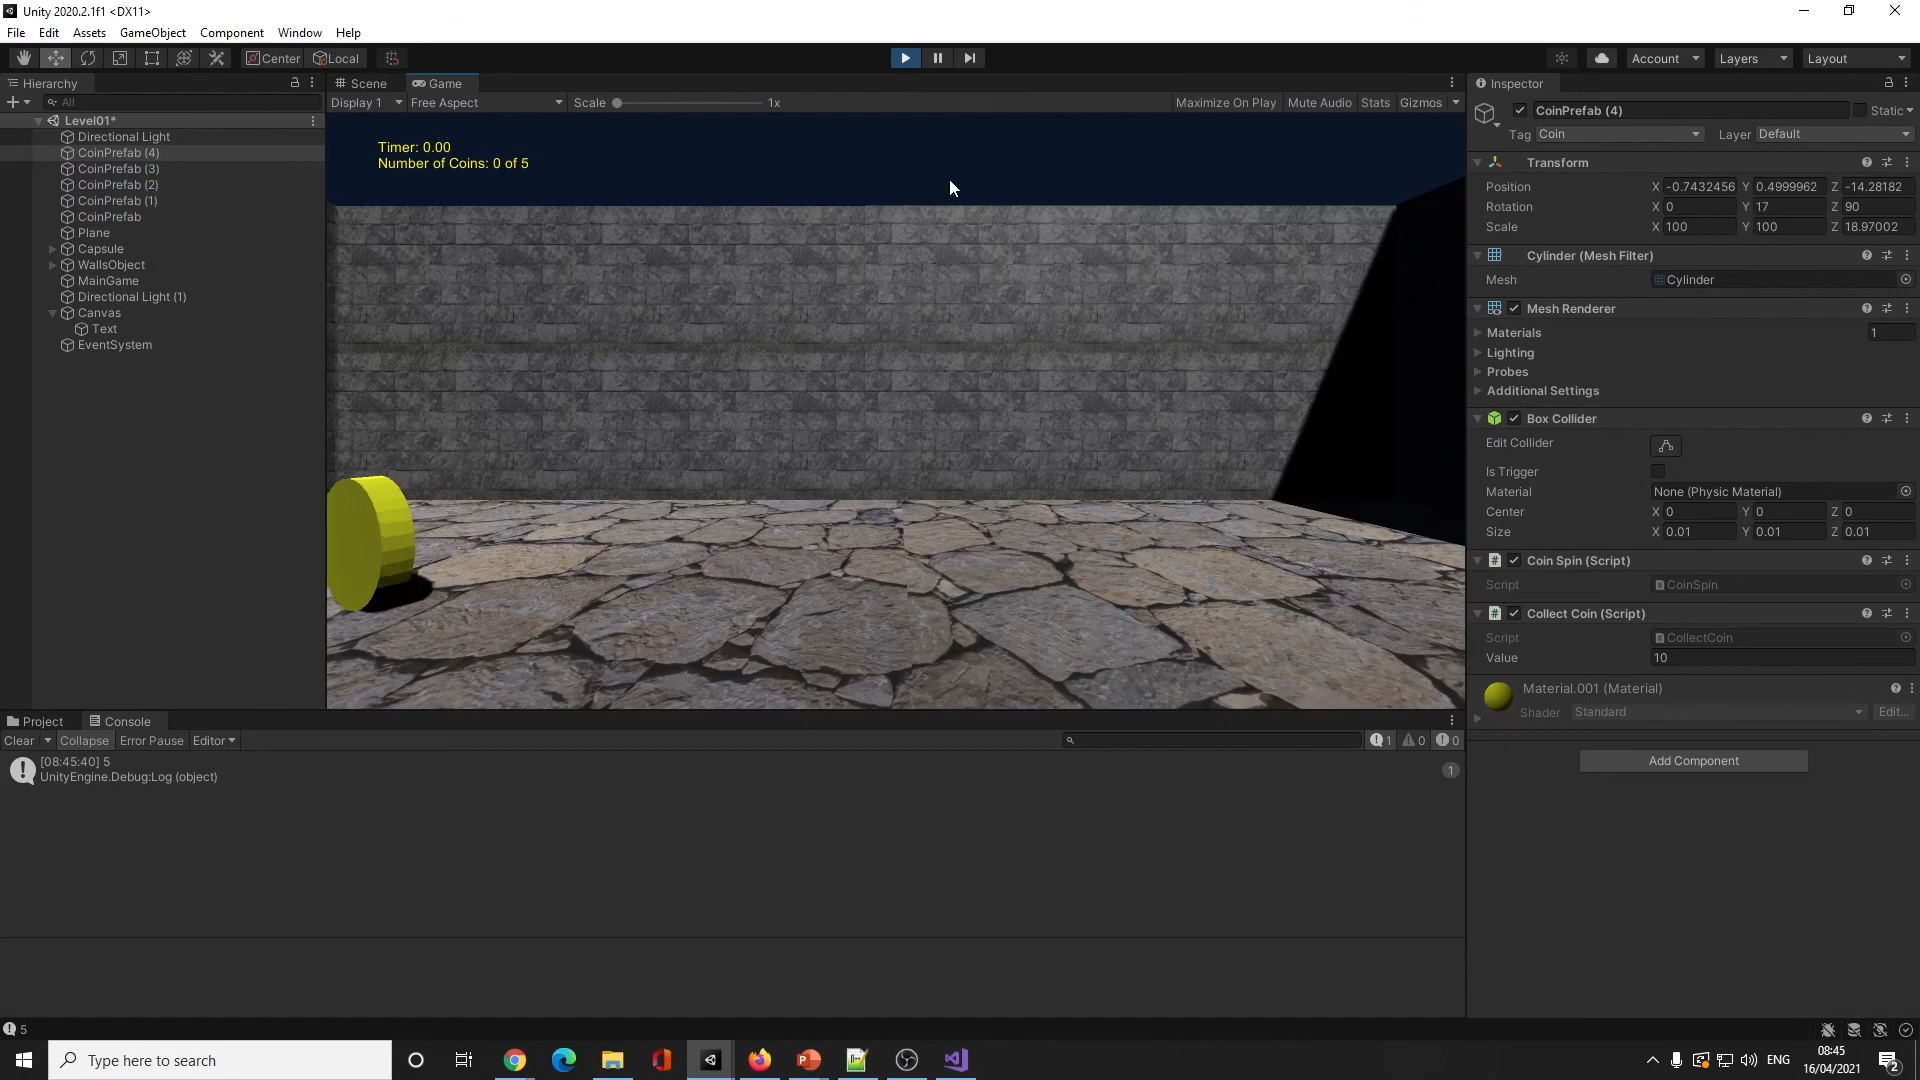 Unity 2020.2.1f1 <DX11>
File Edit Assets GameObject Component Window Help
Center Local Account Layers Layout
Hierarchy
All
Level01*
Directional Light
CoinPrefab (4)
CoinPrefab (3)
CoinPrefab (2)
CoinPrefab (1)
CoinPrefab
Plane
Capsule
WallsObject
MainGame
Directional Light (1)
Canvas
Text
EventSystem
Scene Game
Display 1 Free Aspect Scale 1x Maximize On Play Mute Audio Stats Gizmos
Timer: 0.00
Number of Coins: 0 of 5
Inspector
CoinPrefab (4) Static
Tag Coin Layer Default
Transform
Position X -0.7432456 Y 0.4999962 Z -14.28182
Rotation X 0 Y 17 Z 90
Scale X 100 Y 100 Z 18.97002
Cylinder (Mesh Filter)
Mesh Cylinder
Mesh Renderer
Materials 1
Lighting
Probes
Additional Settings
Box Collider
Edit Collider
Is Trigger
Material None (Physic Material)
Center X 0 Y 0 Z 0
Size X 0.01 Y 0.01 Z 0.01
Coin Spin (Script)
Script CoinSpin
Collect Coin (Script)
Script CollectCoin
Value 10
Material.001 (Material)
Shader Standard Edit...
Add Component
Project Console
Clear Collapse Error Pause Editor 1 0 0
[08:45:40] 5
UnityEngine.Debug:Log (object)
1
5
Type here to search
ENG
08:45
16/04/2021
2